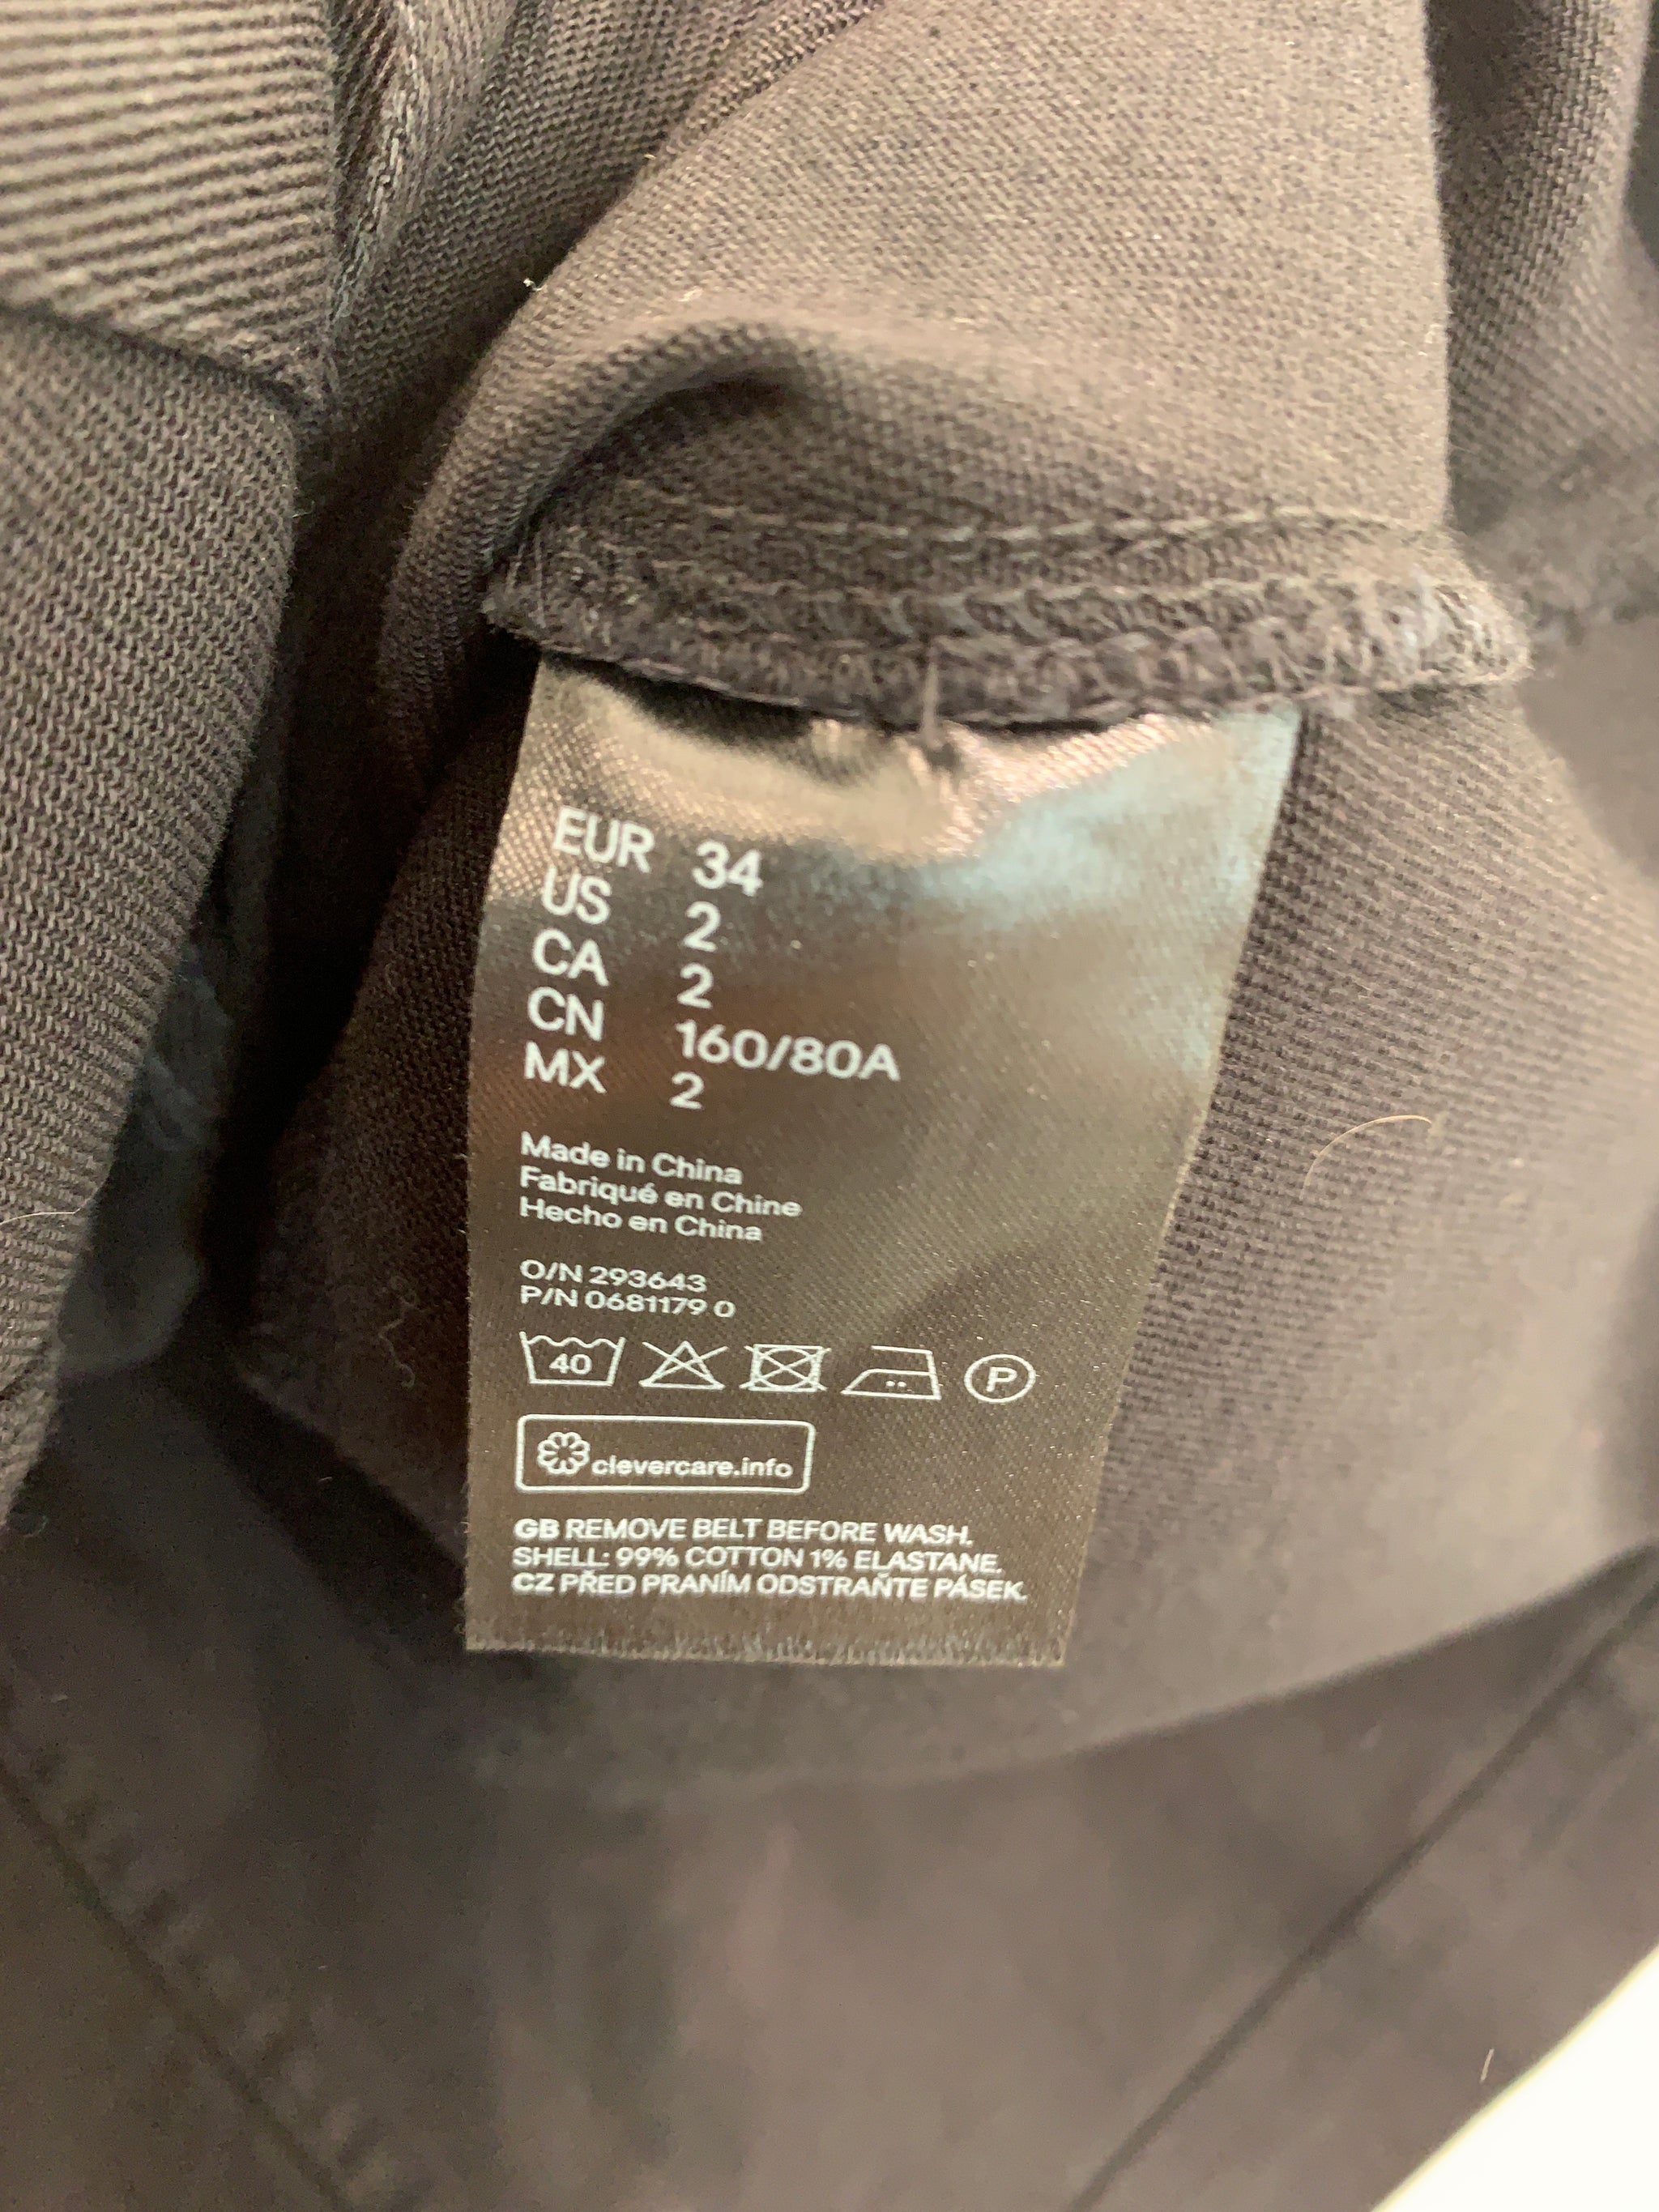 EUR 34
US 2
CA 2
CN 160/80A
MX 2
Made in China
Fabriqué en Chine
Hecho en China
O/N 293643
P/N 0681179 0
40 P
clevercare.info
GB REMOVE BELT BEFORE WASH.
SHELL: 99% COTTON 1% ELASTANE.
CZ PŘED PRANÍM ODSTRAŇTE PÁSEK.